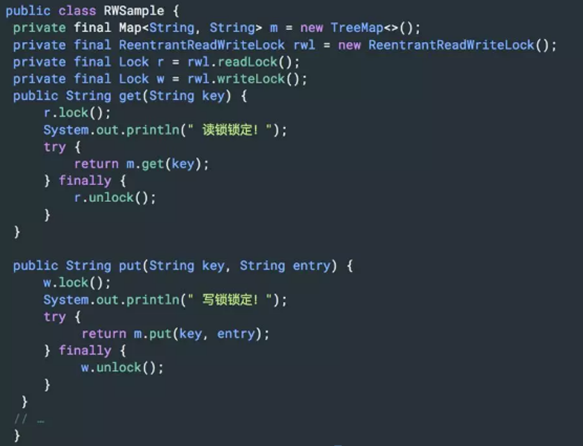 public class RWSample {
private final Map<String, String> m = new TreeMap<>();
private final ReentrantReadWriteLock rwl = new ReentrantReadWriteLock();
private final Lock r = rwl.readLock();
private final Lock w = rwl.writeLock();
public String get(String key) {
r.lock();
System.out.println(" 读锁锁定! ");
try {
return m.get(key);
} finally {
r.unlock();
}
}
public String put(String key, String entry) {
w.lock();
System.out.println(" 写锁锁定! ");
try {
return m.put(key, entry);
} finally {
w.unlock();
}
}
// …
}